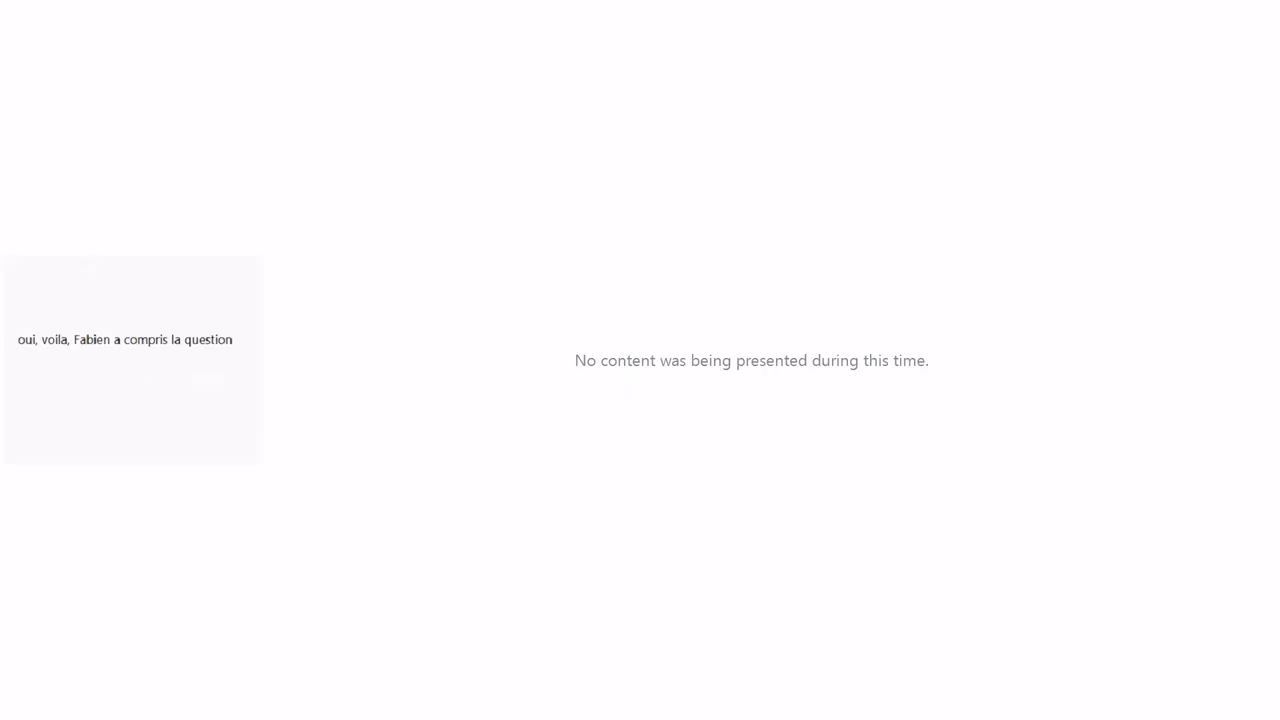 oui, voila, Fabien a compris la question
No content was being presented during this time.